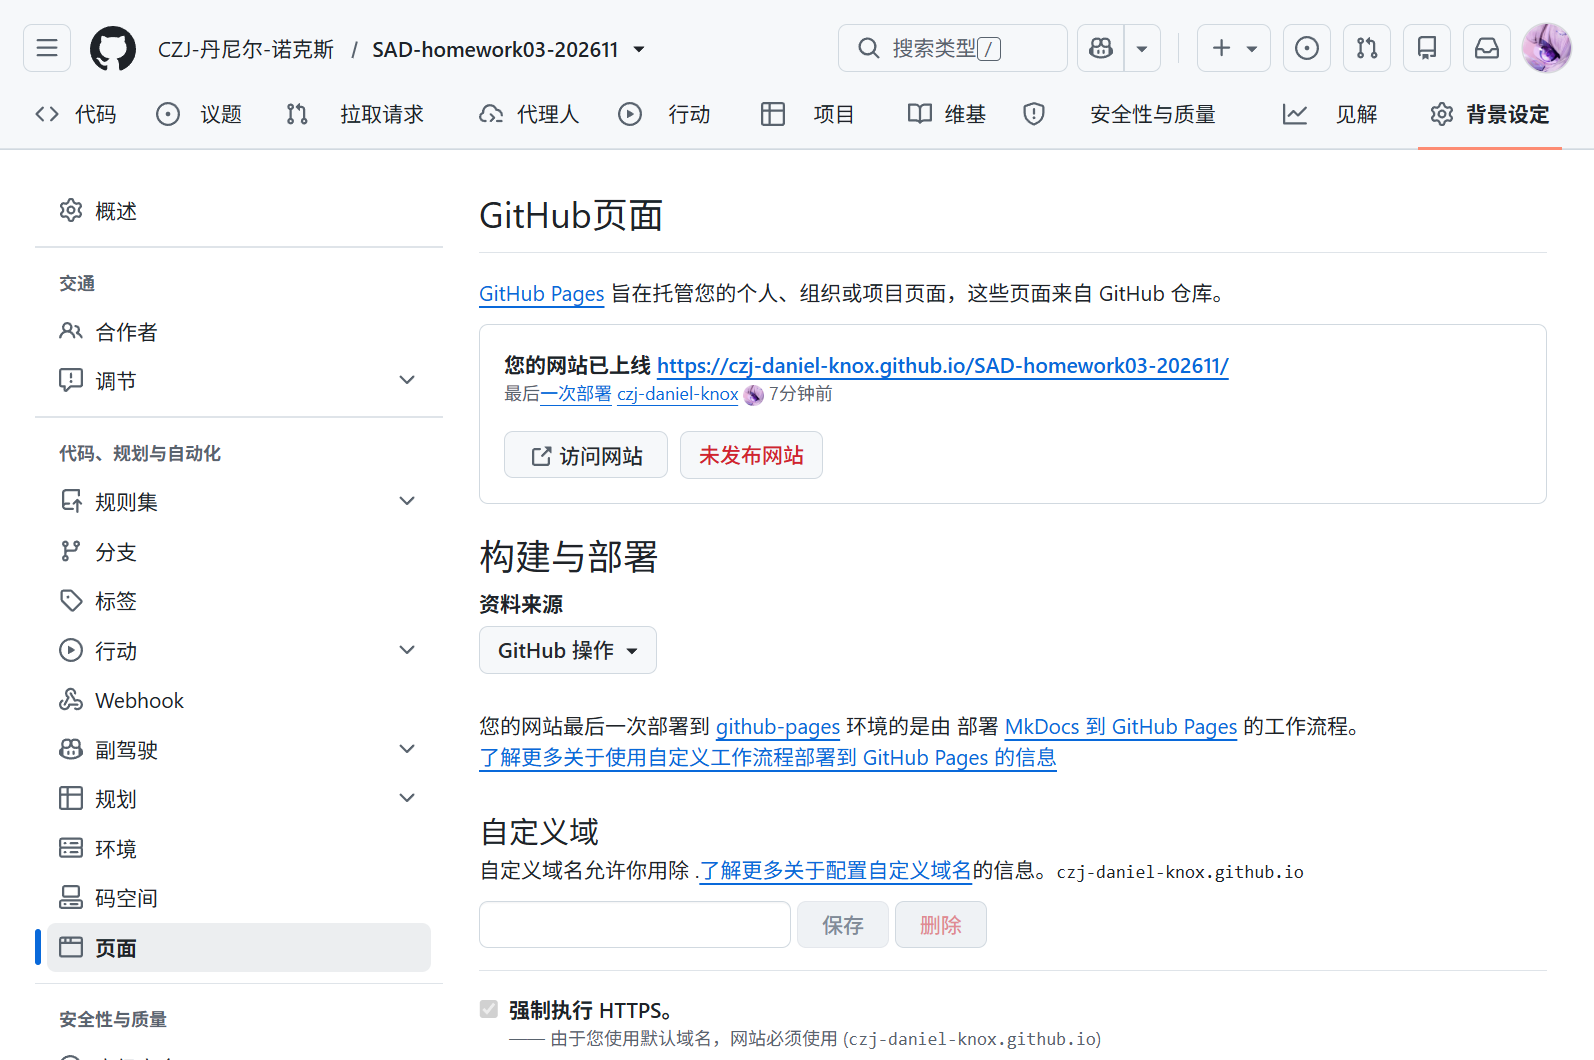 CZJ-丹尼尔-诺克斯 / SAD-homework03-202611
搜索类型 /
代码 议题 拉取请求 代理人 行动 项目 维基 安全性与质量 见解 背景设定
概述
交通
合作者
调节
代码、规划与自动化
规则集
分支
标签
行动
Webhook
副驾驶
规划
环境
码空间
页面
安全性与质量
GitHub页面
GitHub Pages 旨在托管您的个人、组织或项目页面，这些页面来自 GitHub 仓库。
您的网站已上线 https://czj-daniel-knox.github.io/SAD-homework03-202611/
最后一次部署 czj-daniel-knox 7分钟前
访问网站 未发布网站
构建与部署
资料来源
GitHub 操作
您的网站最后一次部署到 github-pages 环境的是由 部署 MkDocs 到 GitHub Pages 的工作流程。
了解更多关于使用自定义工作流程部署到 GitHub Pages 的信息
自定义域
自定义域名允许你用除 .了解更多关于配置自定义域名的信息。czj-daniel-knox.github.io
保存 删除
强制执行 HTTPS。
—— 由于您使用默认域名，网站必须使用 (czj-daniel-knox.github.io)